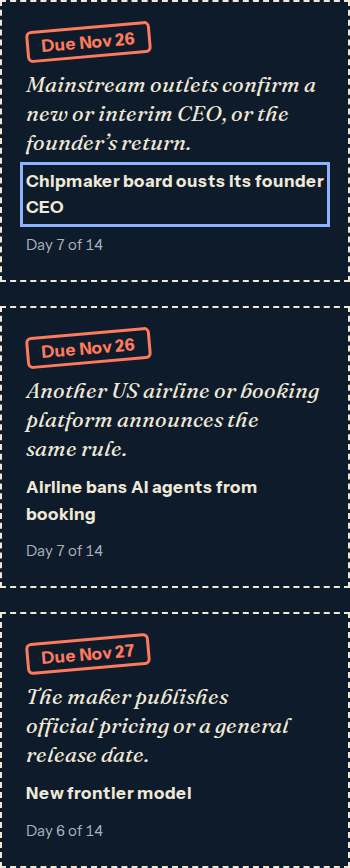 Due Nov 26
Mainstream outlets confirm a
new or interim CEO, or the
founder's return.
Chipmaker board ousts its founder
CEO
Day 7 of 14
Due Nov 26
Another US airline or booking
platform announces the
same rule.
Airline bans AI agents from
booking
Day 7 of 14
Due Nov 27
The maker publishes
official pricing or a general
release date.
New frontier model
Day 6 of 14